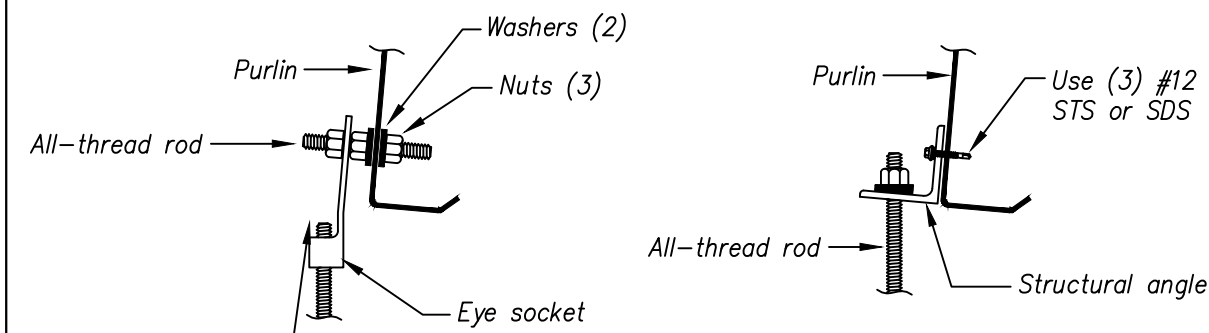 Washers (2)
Purlin
Nuts (3)
All-thread rod
Eye socket
Purlin
Use (3) #12
STS or SDS
All-thread rod
Structural angle